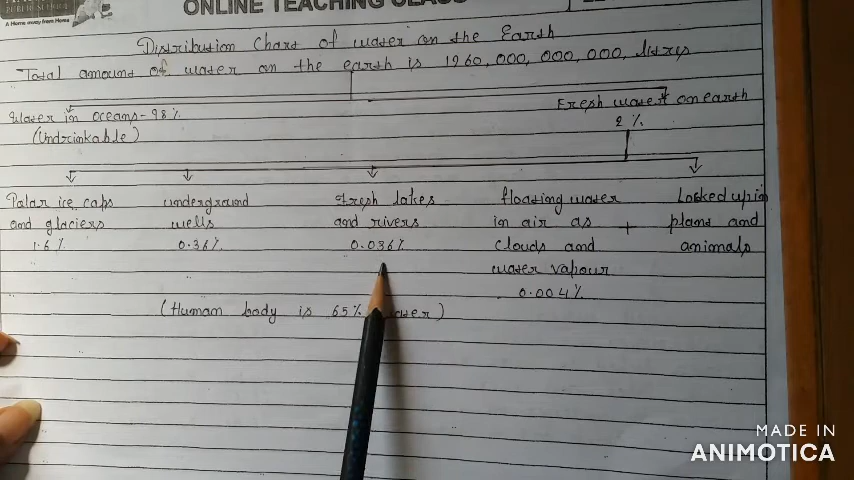 A Home away from Home
ONLINE TEACHING CLASS
Distribution Chart of water on the Earth
Total amount of water on the earth is 1960,000,000,000, litres
Water in oceans - 98%
(Undrinkable)
Fresh water on earth
2 %
Polar ice caps
and glaciers
1.6 %
underground
wells
0.36%
Fresh lakes
and rivers
0.036%
floating water
in air as
clouds and
water vapour
0.004%
+
Locked up in
plant and
animals
(Human body is 65% water)
MADE IN
ANIMOTICA